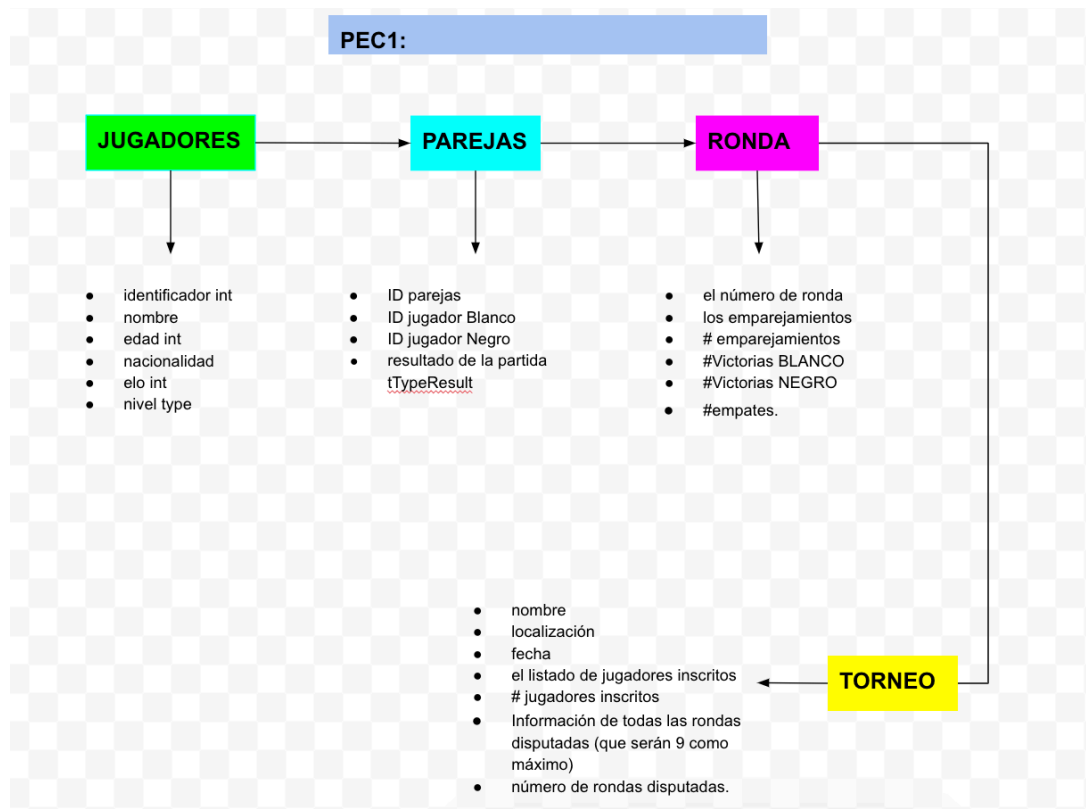 PEC1:
JUGADORES
PAREJAS
RONDA
● identificador int
● nombre
● edad int
● nacionalidad
● elo int
● nivel type
● ID parejas
● ID jugador Blanco
● ID jugador Negro
● resultado de la partida
tTypeResult
● el número de ronda
● los emparejamientos
● # emparejamientos
● #Victorias BLANCO
● #Victorias NEGRO
● #empates.
● nombre
● localización
● fecha
● el listado de jugadores inscritos
● # jugadores inscritos
● Información de todas las rondas
disputadas (que serán 9 como
máximo)
● número de rondas disputadas.
TORNEO